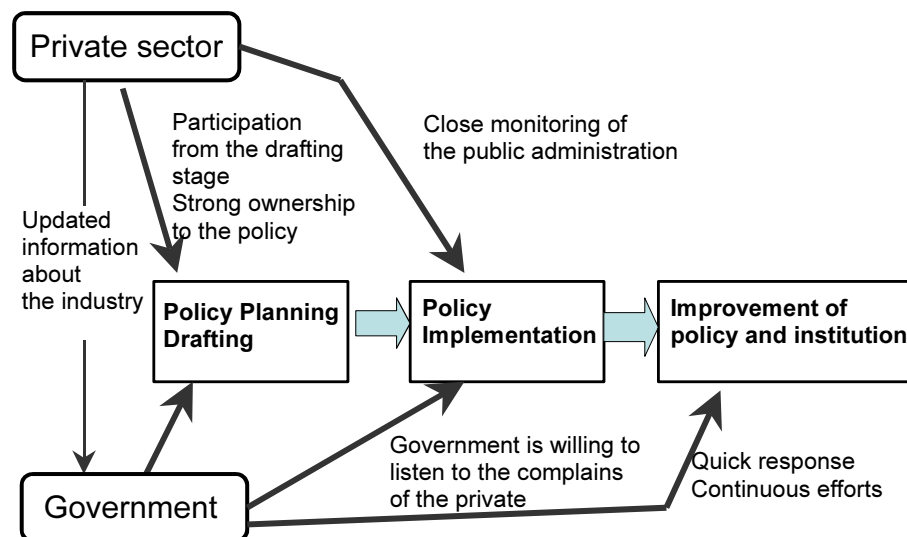 Private sector
Participation
from the drafting
stage
Strong ownership
to the policy
Close monitoring of
the public administration
Updated
information
about
the industry
Policy Planning
Drafting
Policy
Implementation
Improvement of
policy and institution
Government is willing to
listen to the complains
of the private
Quick response
Continuous efforts
Government